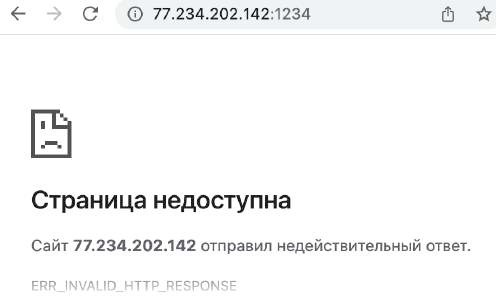 77.234.202.142:1234
Страница недоступна
Сайт 77.234.202.142 отправил недействительный ответ.
ERR_INVALID_HTTP_RESPONSE